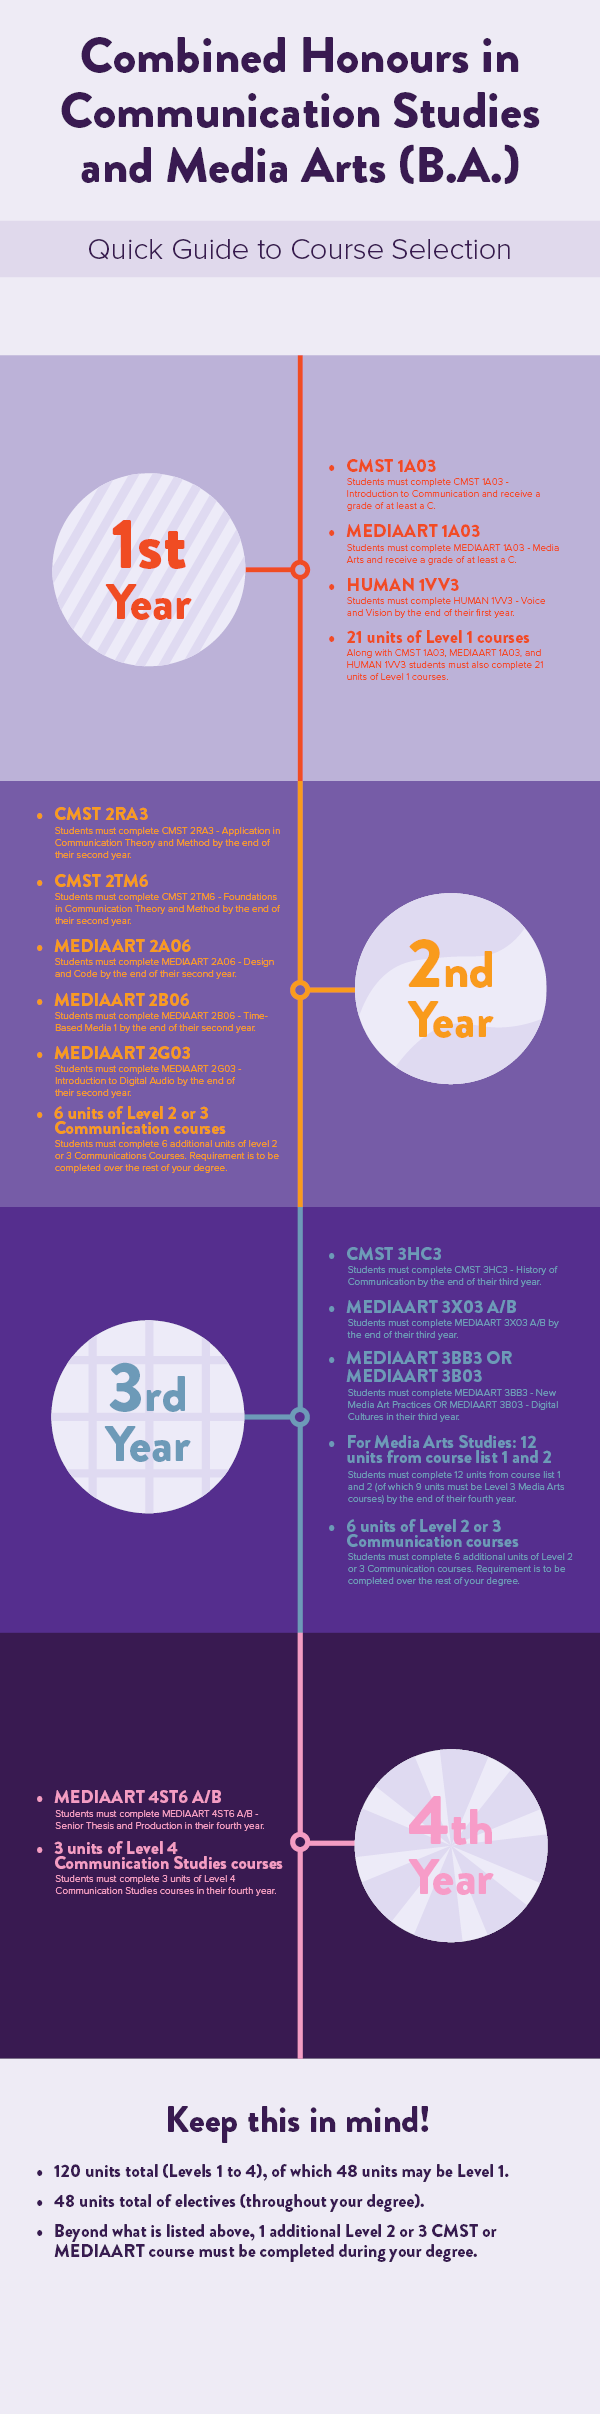 Combined Honours in
Communication Studies
and Media Arts (B.A.)
Quick Guide to Course Selection
1st
Year
• CMST 1A03
Students must complete CMST 1A03 -
Introduction to Communication and receive a
grade of at least a C.
• MEDIAART 1A03
Students must complete MEDIAART 1A03 - Media
Arts and receive a grade of at least a C.
• HUMAN 1VV3
Students must complete HUMAN 1VV3 - Voice
and Vision by the end of their first year.
• 21 units of Level 1 courses
Along with CMST 1A03, MEDIAART 1A03, and
HUMAN 1VV3 students must also complete 21
units of Level 1 courses.
• CMST 2RA3
Students must complete CMST 2RA3 - Application in
Communication Theory and Method by the end of
their second year.
• CMST 2TM6
Students must complete CMST 2TM6 - Foundations
in Communication Theory and Method by the end of
their second year.
• MEDIAART 2A06
Students must complete MEDIAART 2A06 - Design
and Code by the end of their second year.
• MEDIAART 2B06
Students must complete MEDIAART 2B06 - Time-
Based Media 1 by the end of their second year.
• MEDIAART 2G03
Students must complete MEDIAART 2G03 -
Introduction to Digital Audio by the end of
their second year.
• 6 units of Level 2 or 3
Communication courses
Students must complete 6 additional units of level 2
or 3 Communications Courses. Requirement is to be
completed over the rest of your degree.
2nd
Year
3rd
Year
• CMST 3HC3
Students must complete CMST 3HC3 - History of
Communication by the end of their third year.
• MEDIAART 3X03 A/B
Students must complete MEDIAART 3X03 A/B by
the end of their third year.
• MEDIAART 3BB3 OR
MEDIAART 3B03
Students must complete MEDIAART 3BB3 - New
Media Art Practices OR MEDIAART 3B03 - Digital
Cultures in their third year.
• For Media Arts Studies: 12
units from course list 1 and 2
Students must complete 12 units from course list 1
and 2 (of which 9 units must be Level 3 Media Arts
courses) by the end of their fourth year.
• 6 units of Level 2 or 3
Communication courses
Students must complete 6 additional units of Level 2
or 3 Communication courses. Requirement is to be
completed over the rest of your degree.
• MEDIAART 4ST6 A/B
Students must complete MEDIAART 4ST6 A/B -
Senior Thesis and Production in their fourth year.
• 3 units of Level 4
Communication Studies courses
Students must complete 3 units of Level 4
Communication Studies courses in their fourth year.
4th
Year
Keep this in mind!
• 120 units total (Levels 1 to 4), of which 48 units may be Level 1.
• 48 units total of electives (throughout your degree).
• Beyond what is listed above, 1 additional Level 2 or 3 CMST or
MEDIAART course must be completed during your degree.